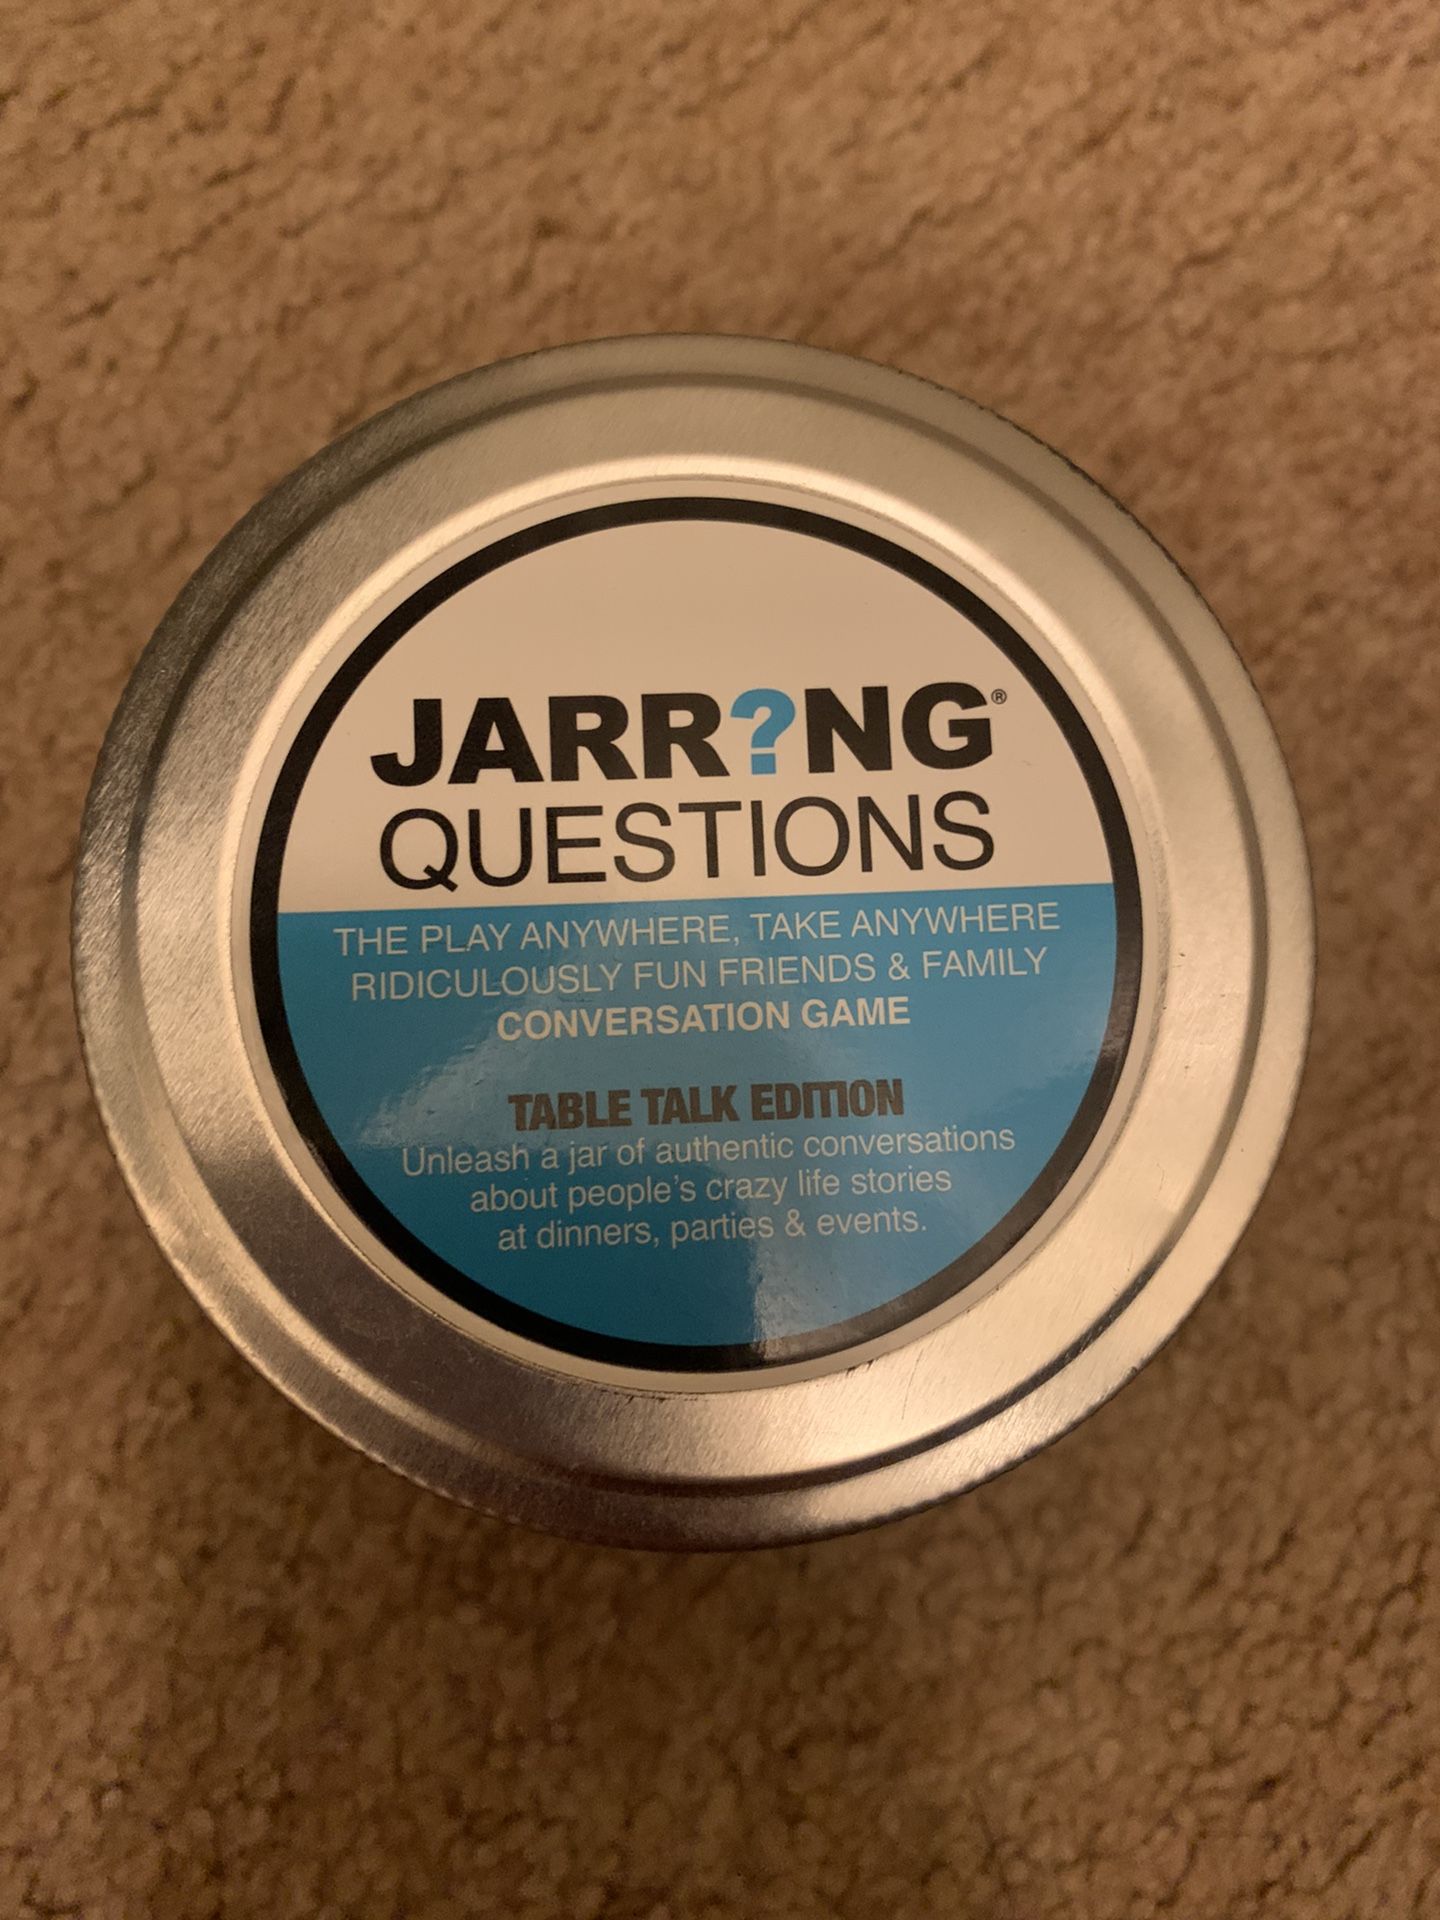 JARR?NG®
QUESTIONS
THE PLAY ANYWHERE, TAKE ANYWHERE
RIDICULOUSLY FUN FRIENDS & FAMILY
CONVERSATION GAME
TABLE TALK EDITION
Unleash a jar of authentic conversations
about people's crazy life stories
at dinners, parties & events.